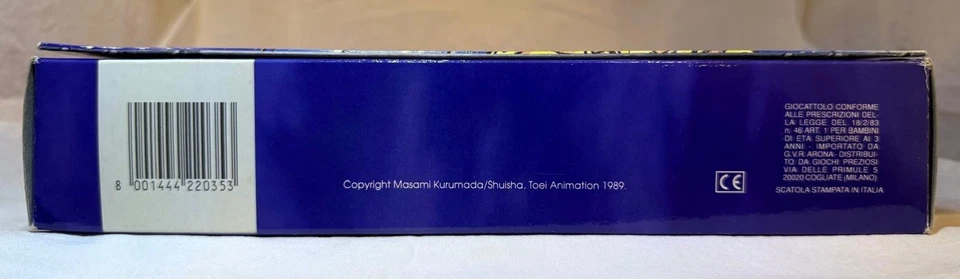 8 001444 220353
Copyright Masami Kurumada/Shuisha, Toei Animation 1989.
CE
GIOCATTOLO CONFORME
ALLE PRESCRIZIONI DEL-
LA LEGGE DEL 18/2/83
n. 46 ART. 1 PER BAMBINI
DI ETA SUPERIORE AI 3
ANNI - IMPORTATO DA
G.V.R. ARONA - DISTRIBUI-
TO DA GIOCHI PREZIOSI
VIA DELLE PRIMULE 5
20020 COGLIATE (MILANO)
SCATOLA STAMPATA IN ITALIA